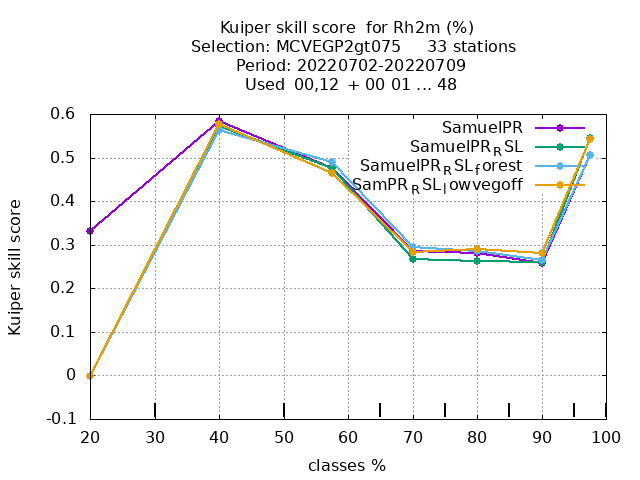 Kuiper skill score  for Rh2m (%)
Selection: MCVEGP2gt075     33 stations
Period: 20220702-20220709
Used  00,12  + 00 01 ... 48
SamuelPR
SamuelPR_RSL
SamuelPR_RSL_forest
SamPR_RSL_lowvegoff
Kuiper skill score
0.6
0.5
0.4
0.3
0.2
0.1
0
-0.1
20 30 40 50 60 70 80 90 100
classes %